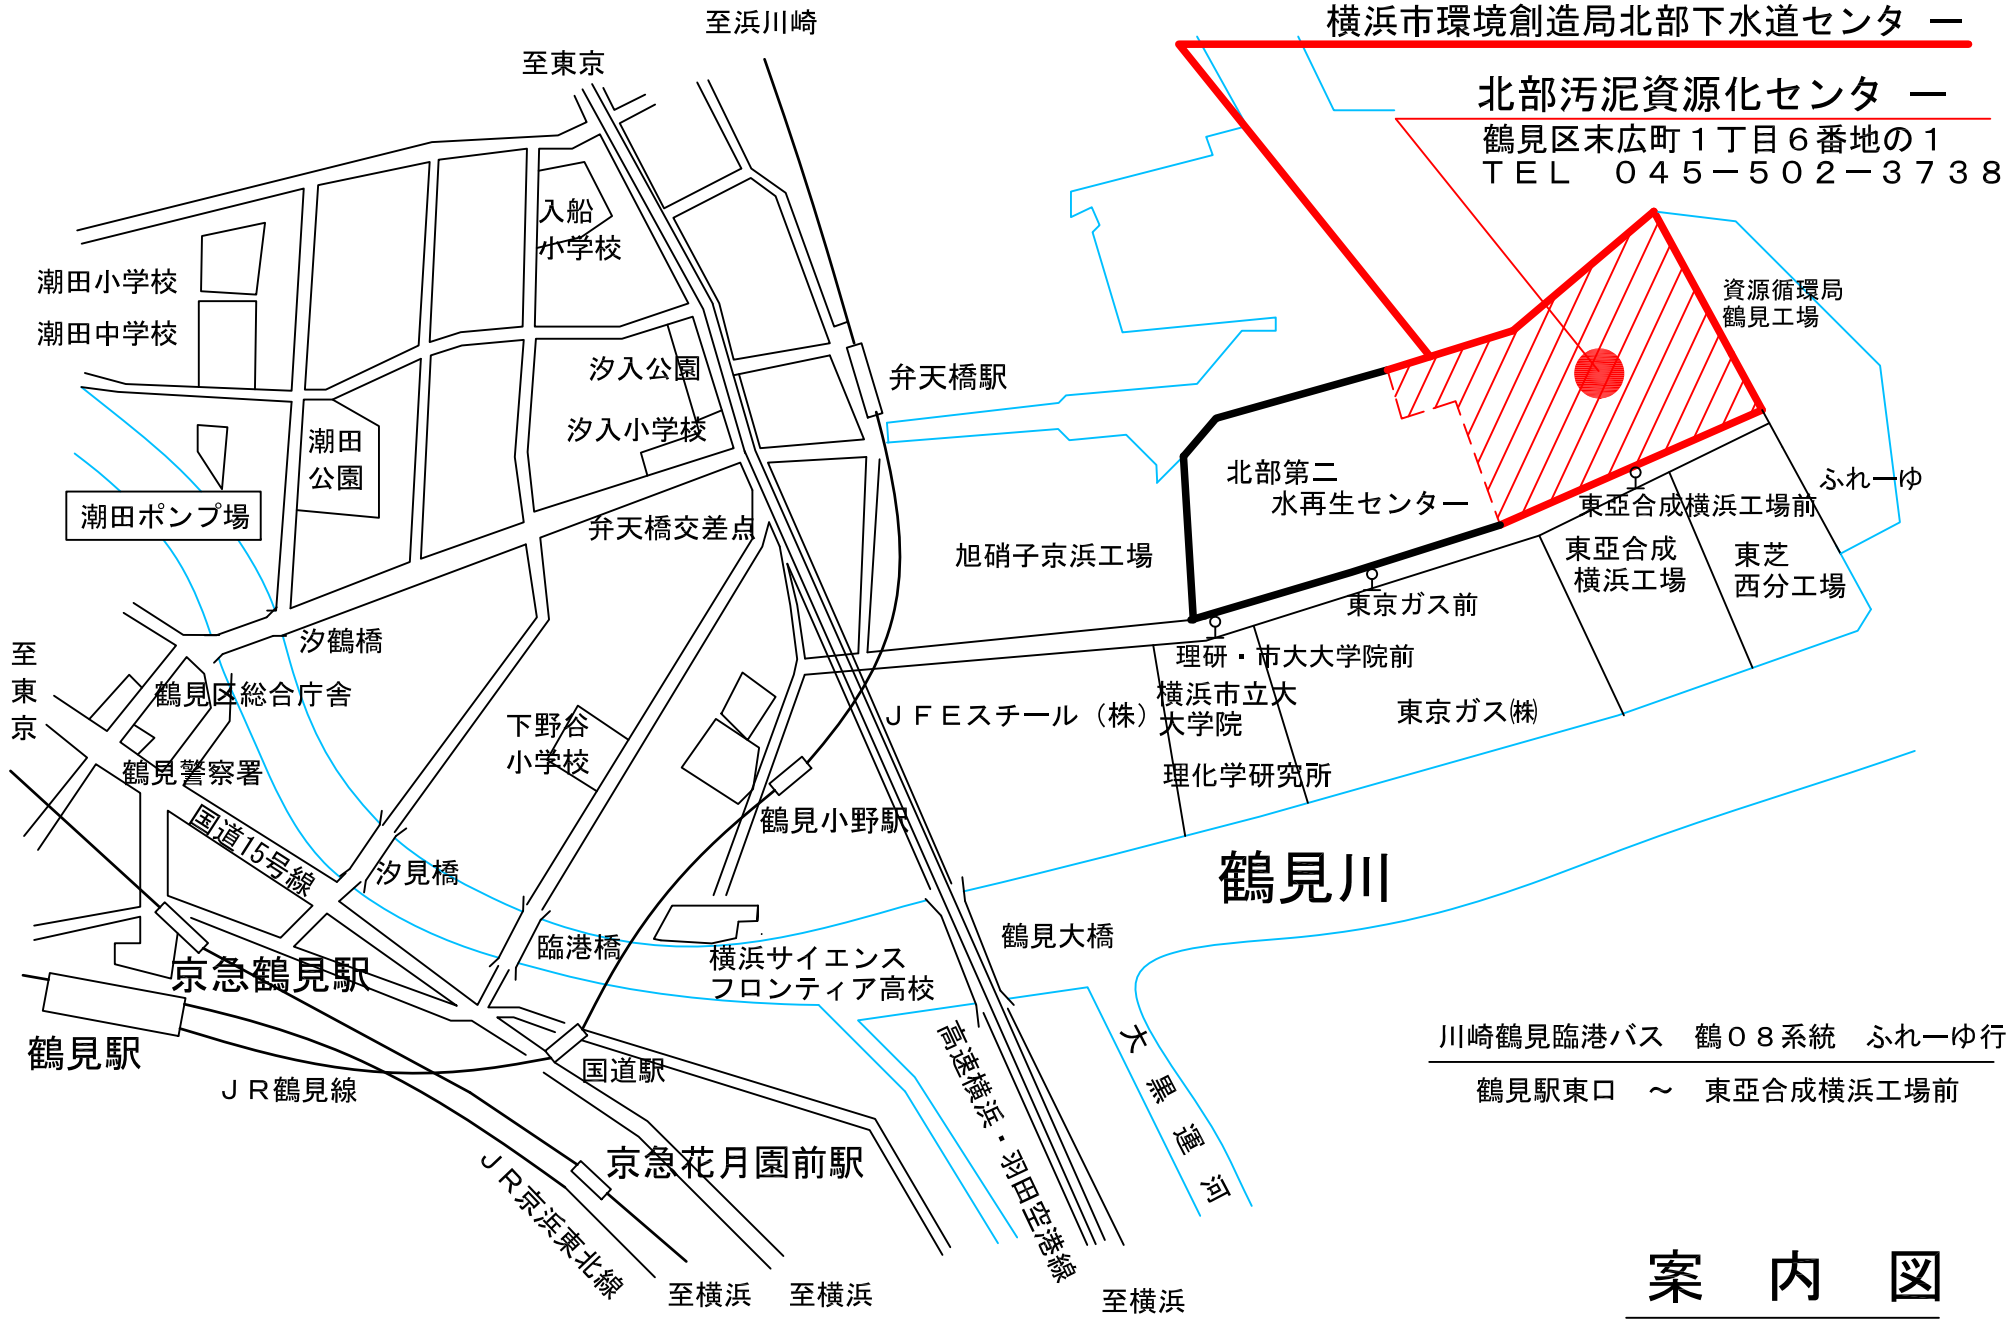 至浜川崎
横浜市環境創造局北部下水道センター
至東京
北部汚泥資源化センター
鶴見区末広町1丁目6番地の1
TEL 045-502-3738
入船
小学校
潮田小学校
潮田中学校
資源循環局
鶴見工場
汐入公園
弁天橋駅
汐入小学校
潮田
公園
北部第二
水再生センター
ふれーゆ
潮田ポンプ場
弁天橋交差点
東亞合成横浜工場前
旭硝子京浜工場
東亞合成
横浜工場
東芝
西分工場
東京ガス前
汐鶴橋
至東京
理研・市大大学院前
鶴見区総合庁舎
横浜市立大
大学院
JFEスチール(株)
東京ガス(株)
下野谷
小学校
鶴見警察署
理化学研究所
国道15号線
鶴見小野駅
汐見橋
鶴見川
臨港橋
鶴見大橋
横浜サイエンス
フロンティア高校
京急鶴見駅
鶴見駅
高速横浜・羽田空港線
大黒運河
川崎鶴見臨港バス 鶴08系統 ふれーゆ行
国道駅
JR鶴見線
鶴見駅東口 ~ 東亞合成横浜工場前
京急花月園前駅
JR京浜東北線
至横浜
至横浜
至横浜
案内図